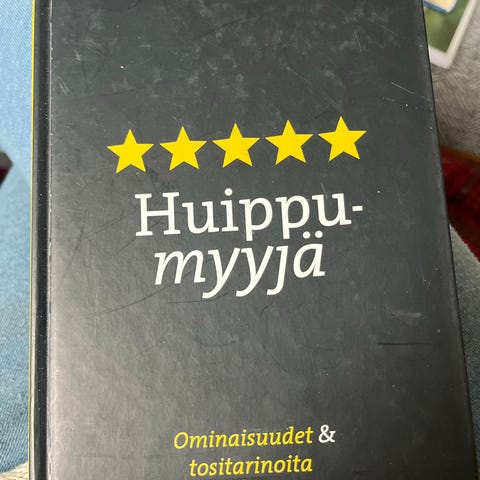 Huippu-
myyjä
Ominaisuudet &
tositarinoita